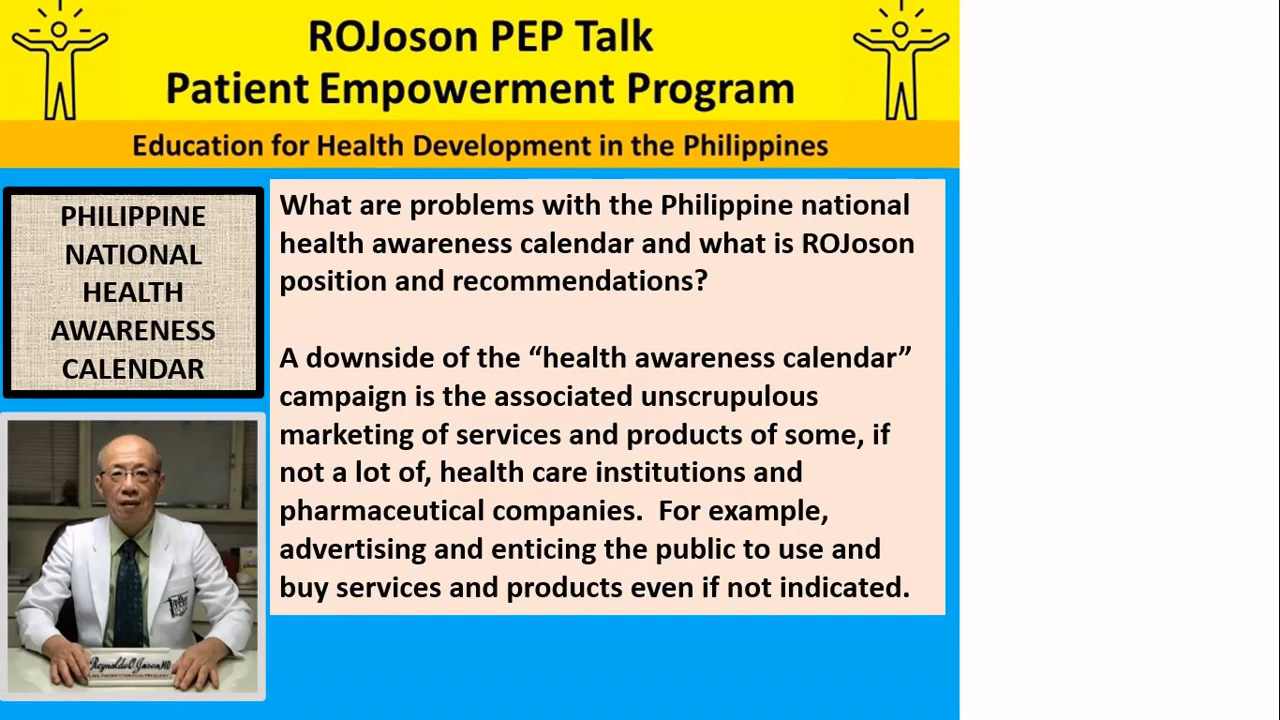 ROJoson PEP Talk
Patient Empowerment Program
Education for Health Development in the Philippines
PHILIPPINE
NATIONAL
HEALTH
AWARENESS
CALENDAR
What are problems with the Philippine national
health awareness calendar and what is ROJoson
position and recommendations?
A downside of the “health awareness calendar”
campaign is the associated unscrupulous
marketing of services and products of some, if
not a lot of, health care institutions and
pharmaceutical companies.  For example,
advertising and enticing the public to use and
buy services and products even if not indicated.
Reynaldo O. Joson, MD